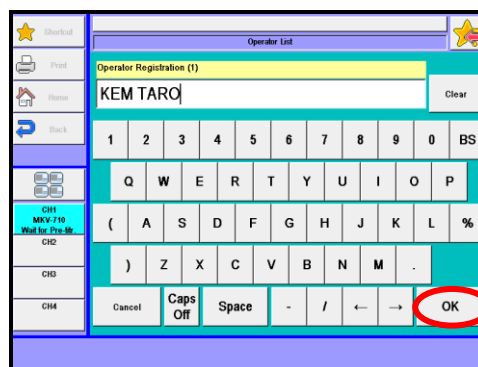 Shortcut
Operator List
Print
Operator Registration (1)
Home
KEM TARO
Clear
Back
1 2 3 4 5 6 7 8 9 0 BS
Q W E R T Y U I O P
CH1
MKV-710
Wait for Pre-Mr.
( A S D F G H J K L %
CH2
CH3
) Z X C V B N M .
CH4
Cancel Caps Off Space - / ← → OK